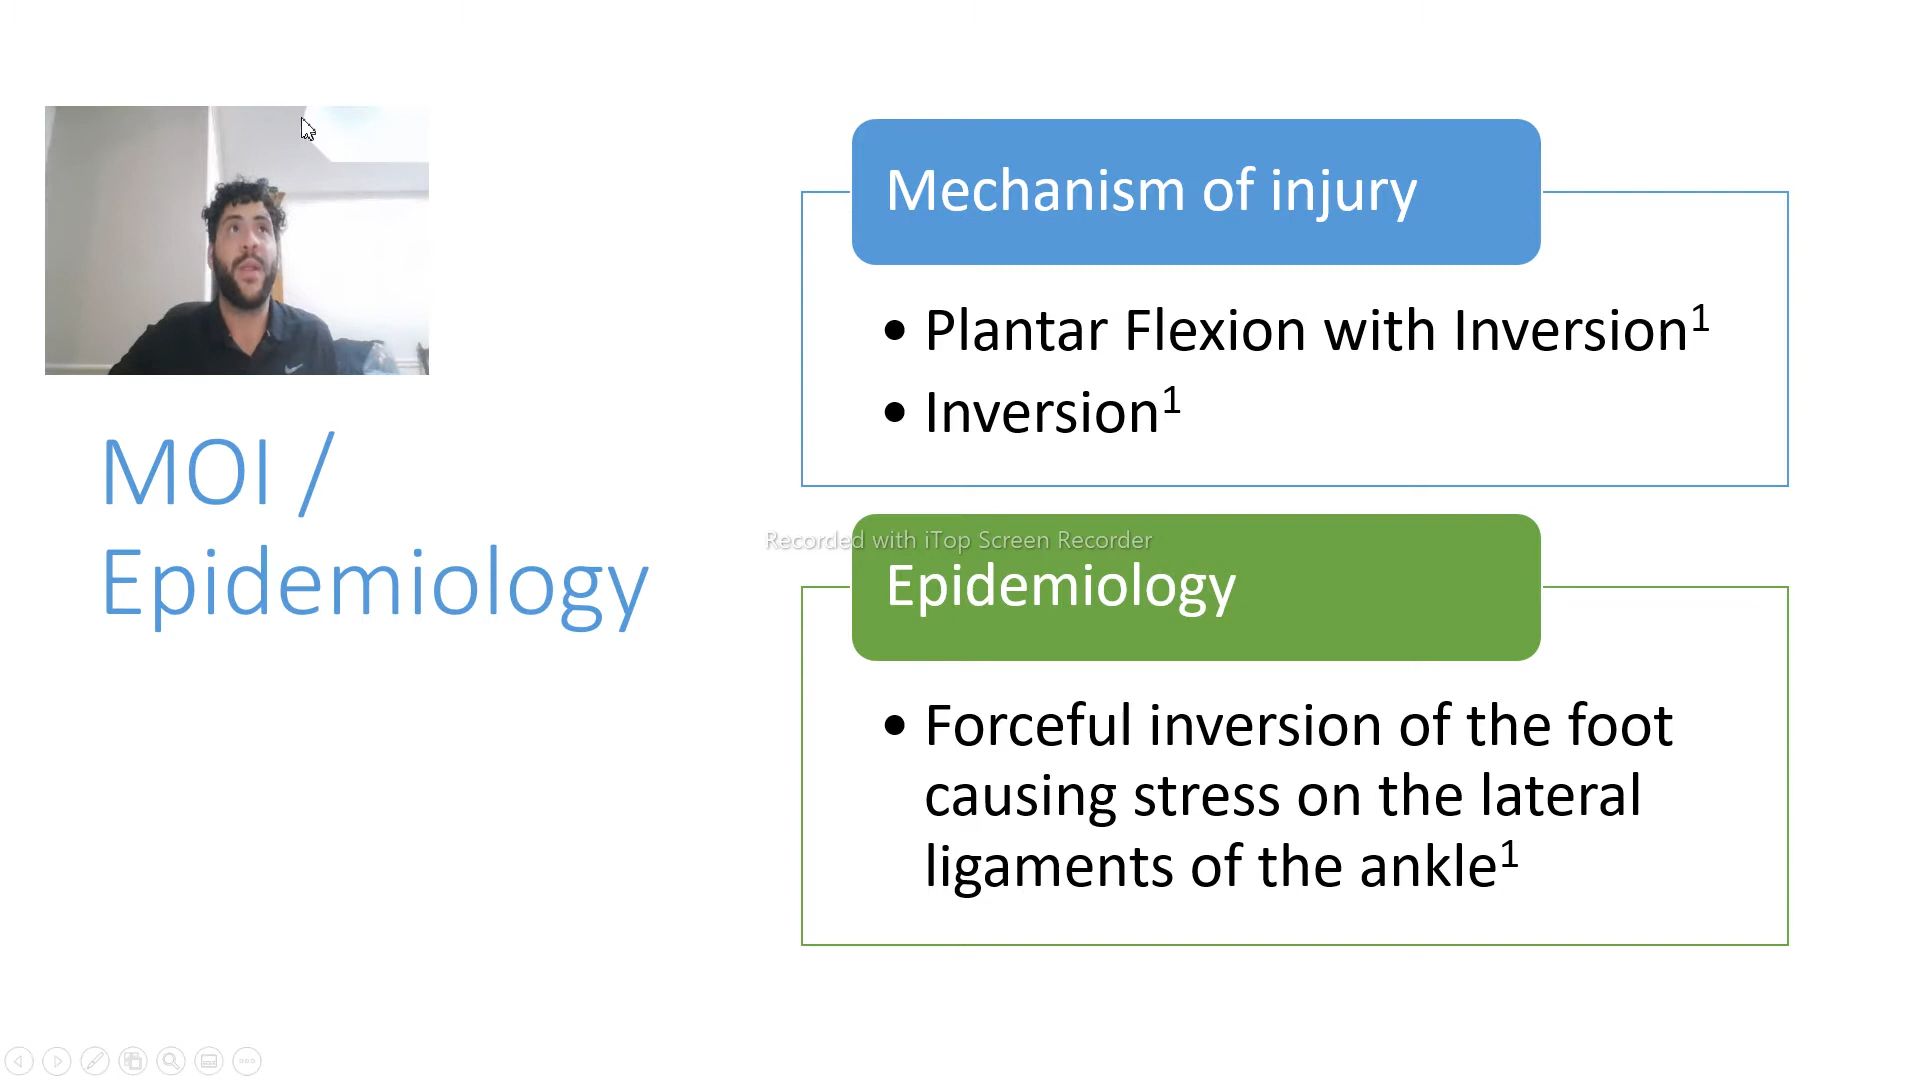 MOI /
Epidemiology
Mechanism of injury
• Plantar Flexion with Inversion¹
• Inversion¹
Recorded with iTop Screen Recorder
Epidemiology
• Forceful inversion of the foot
causing stress on the lateral
ligaments of the ankle¹